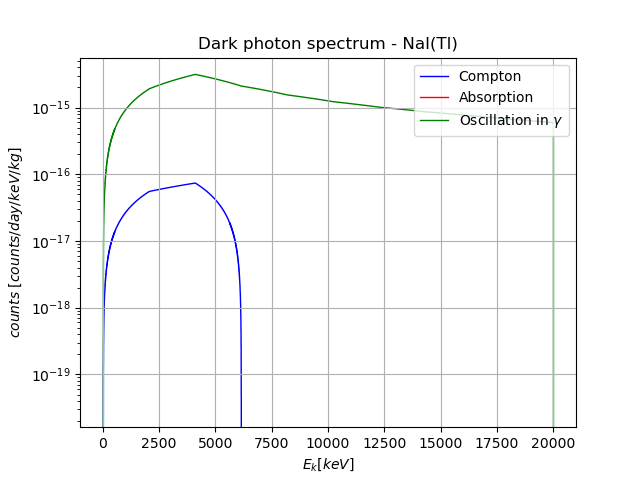 Dark photon spectrum - NaI(Tl)
Compton
Absorption
Oscillation in γ
counts [counts/day/keV/kg]
10⁻¹⁵
10⁻¹⁶
10⁻¹⁷
10⁻¹⁸
10⁻¹⁹
0 2500 5000 7500 10000 12500 15000 17500 20000
Eₖ[keV]